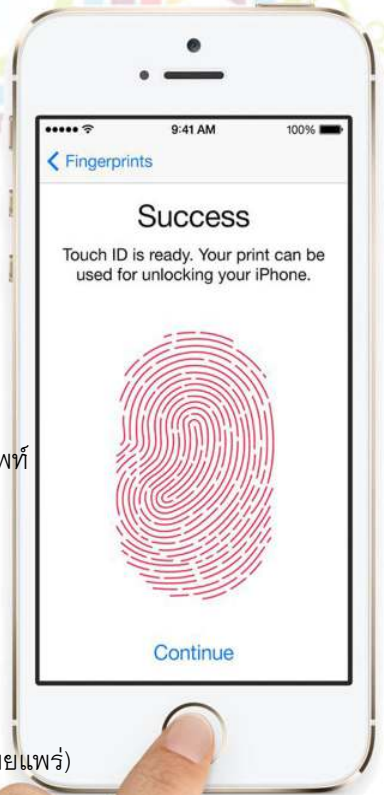 9:41 AM 100%
Fingerprints
Success
Touch ID is ready. Your print can be
used for unlocking your iPhone.
Continue